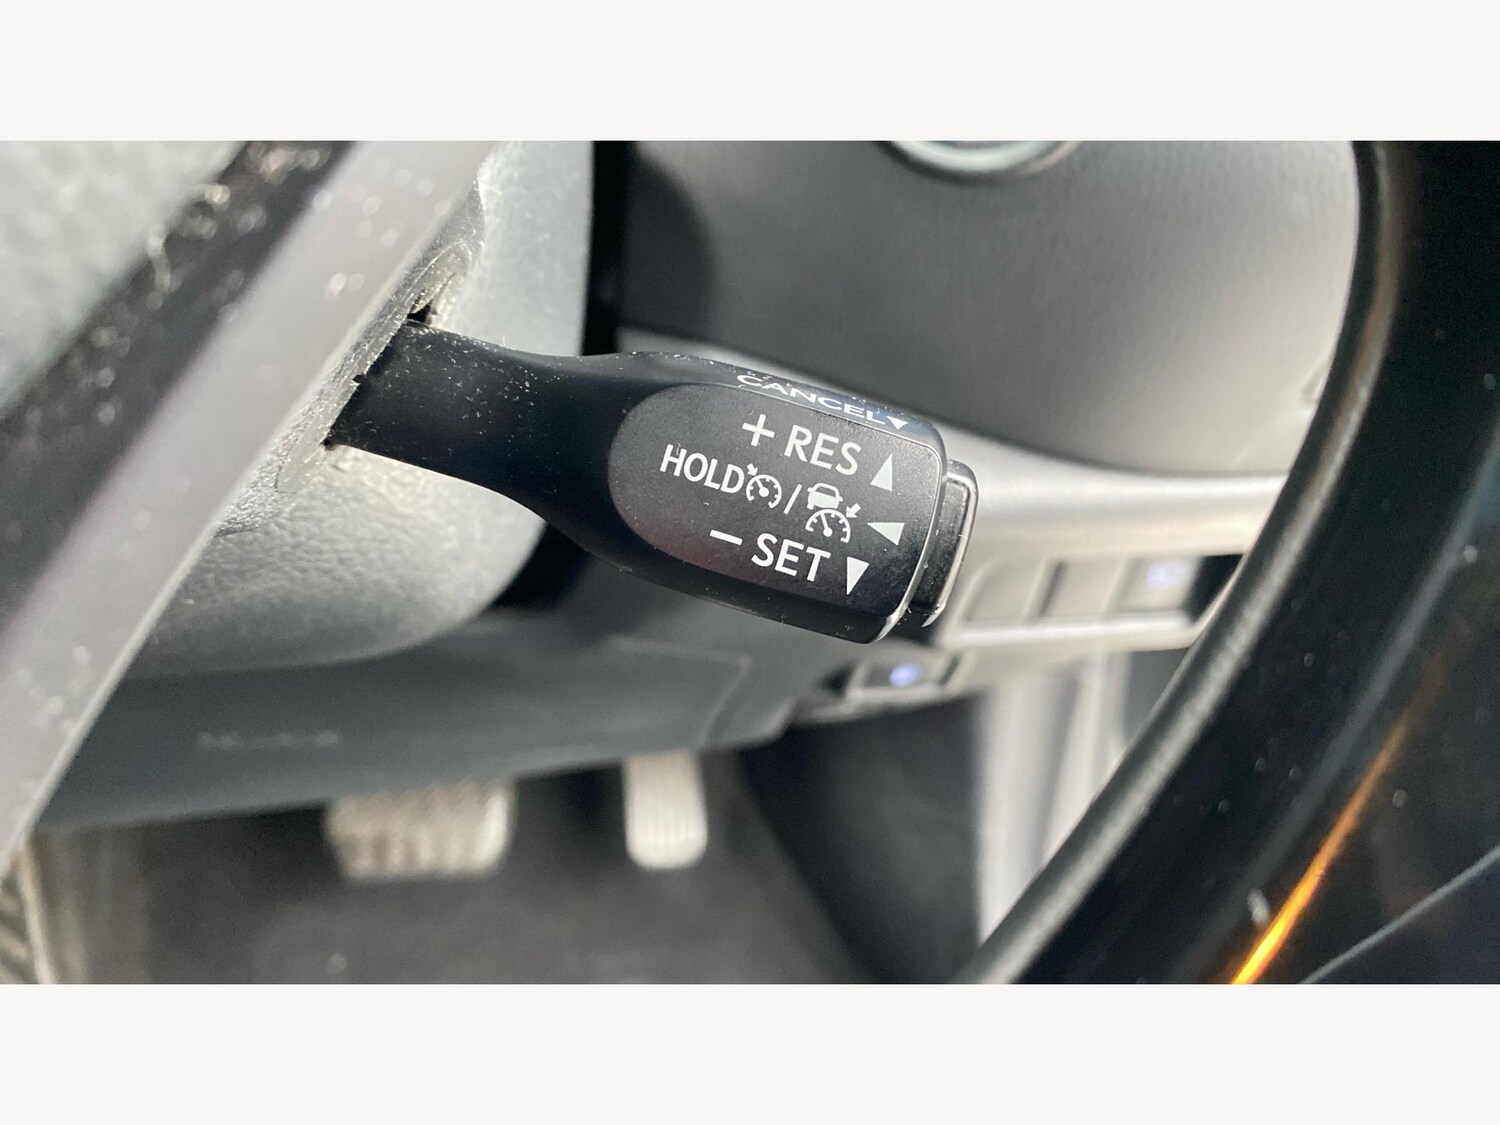 CANCEL
+ RES
HOLD /
− SET